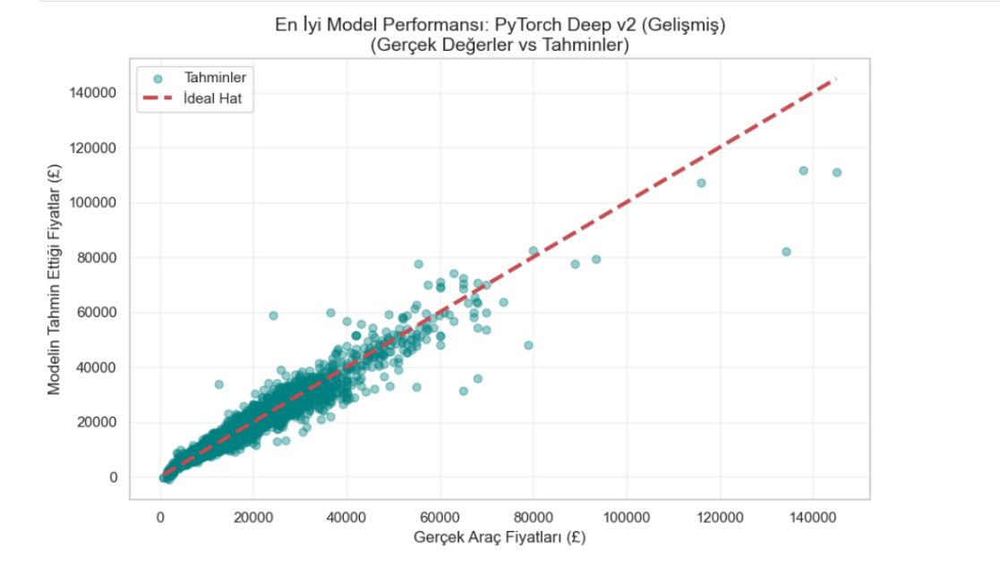 En İyi Model Performansı: PyTorch Deep v2 (Gelişmiş)
(Gerçek Değerler vs Tahminler)
Tahminler
İdeal Hat
Modelin Tahmin Ettiği Fiyatlar (£)
140000
120000
100000
80000
60000
40000
20000
0
0 20000 40000 60000 80000 100000 120000 140000
Gerçek Araç Fiyatları (£)